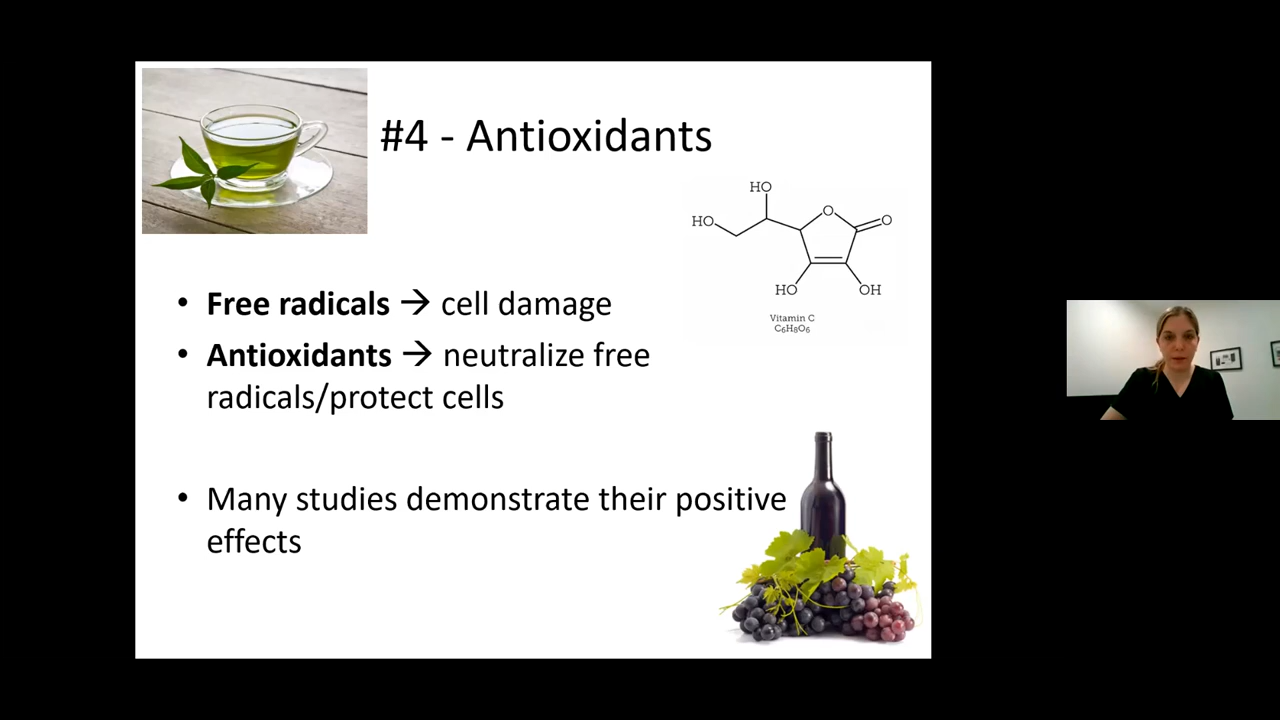 #4 - Antioxidants
HO
HO
O
O
HO
OH
Vitamin C
C₆H₈O₆
• Free radicals → cell damage
• Antioxidants → neutralize free
radicals/protect cells
• Many studies demonstrate their positive
effects